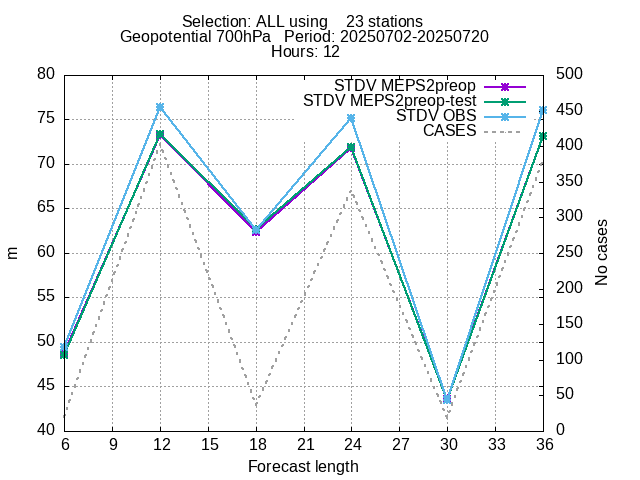 Selection: ALL using    23 stations
Geopotential 700hPa   Period: 20250702-20250720
Hours: 12
STDV MEPS2preop
STDV MEPS2preop-test
STDV OBS
CASES
80
75
70
65
60
55
50
45
40
m
500
450
400
350
300
250
200
150
100
50
0
No cases
6 9 12 15 18 21 24 27 30 33 36
Forecast length